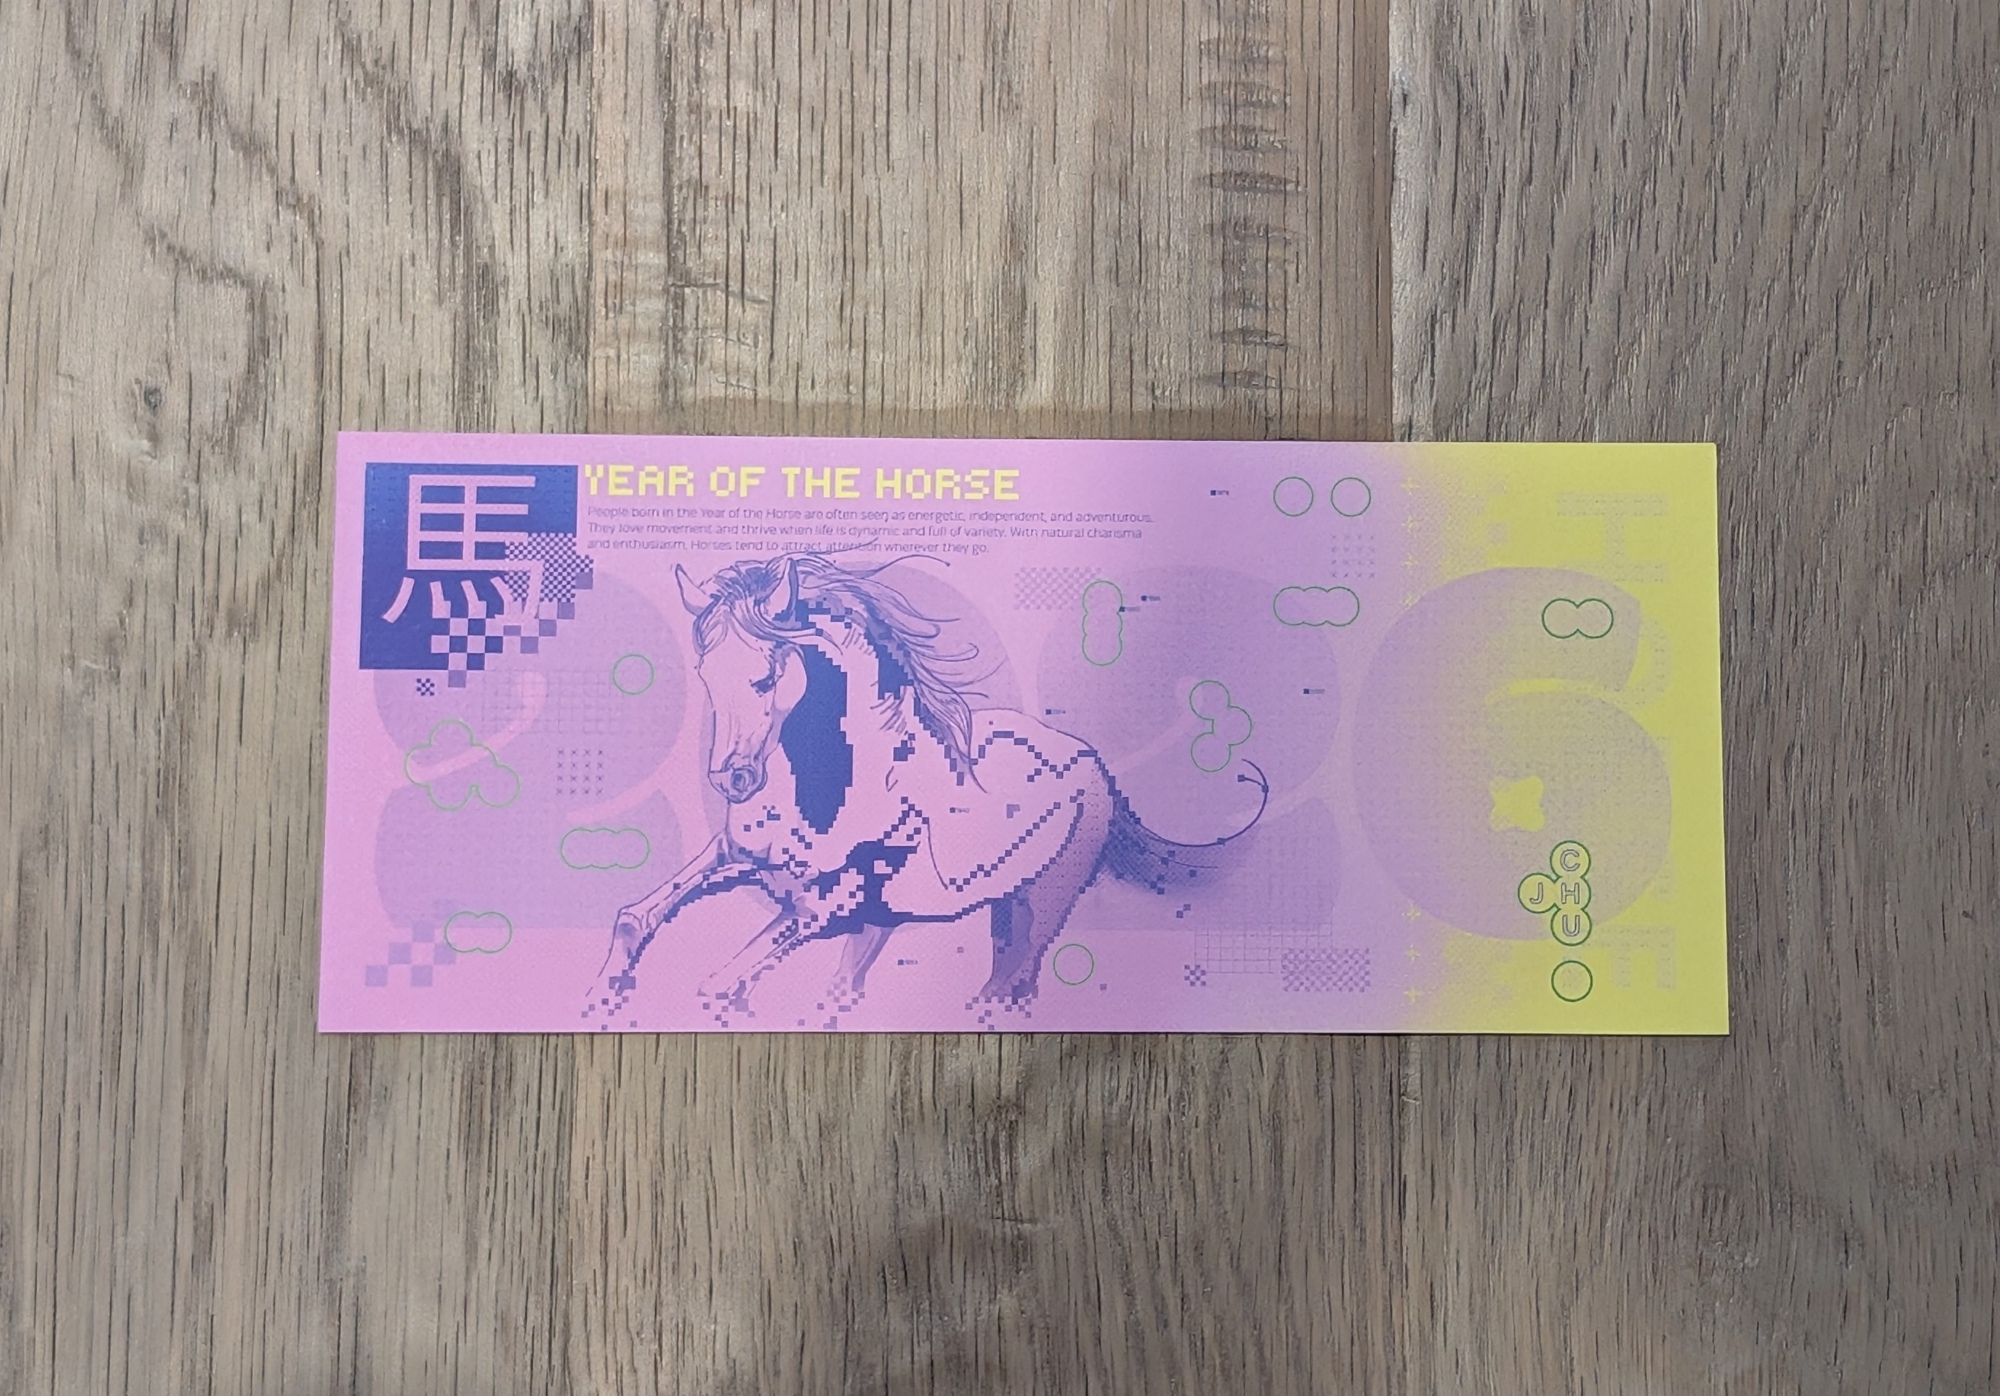 馬
YEAR OF THE HORSE
People born in the Year of the Horse are often seen as energetic, independent, and adventurous.
They love movement and thrive when life is dynamic and full of variety. With natural charisma
and enthusiasm, Horses tend to attract attention wherever they go.
2026
C
J H
U